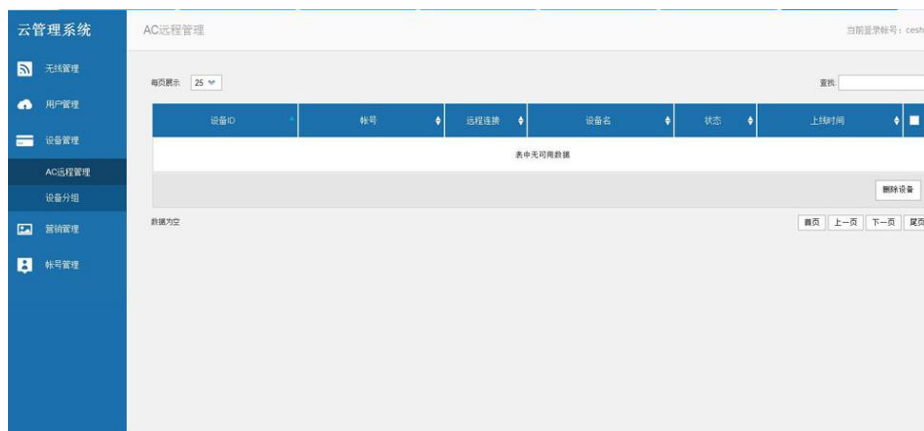 云管理系统
AC远程管理
当前登录帐号：cesh
无线管理
用户管理
设备管理
AC远程管理
设备分组
营销管理
帐号管理
每页展示 25
查找:
设备ID 帐号 远程连接 设备名 状态 上线时间
表中无可用数据
删除设备
数据为空
首页 上一页 下一页 尾页